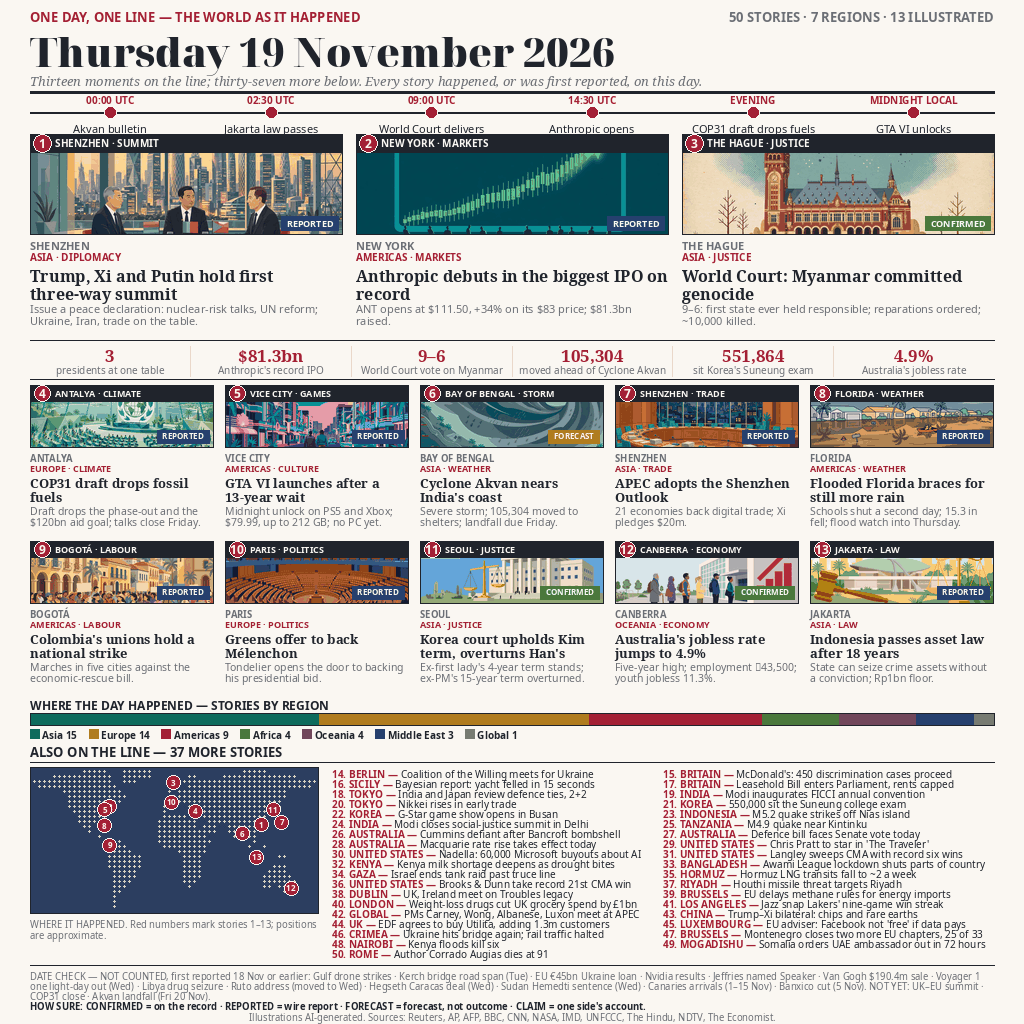 ONE DAY, ONE LINE — THE WORLD AS IT HAPPENED
50 STORIES · 7 REGIONS · 13 ILLUSTRATED
Thursday 19 November 2026
Thirteen moments on the line; thirty-seven more below. Every story happened, or was first reported, on this day.
00:00 UTC
02:30 UTC
09:00 UTC
14:30 UTC
EVENING
MIDNIGHT LOCAL
Akvan bulletin
Jakarta law passes
World Court delivers
Anthropic opens
COP31 draft drops fuels
GTA VI unlocks
1 SHENZHEN · SUMMIT
REPORTED
SHENZHEN
ASIA · DIPLOMACY
Trump, Xi and Putin hold first
three-way summit
Issue a peace declaration: nuclear-risk talks, UN reform;
Ukraine, Iran, trade on the table.
2 NEW YORK · MARKETS
REPORTED
NEW YORK
AMERICAS · MARKETS
Anthropic debuts in the biggest IPO on
record
ANT opens at $111.50, +34% on its $83 price; $81.3bn
raised.
3 THE HAGUE · JUSTICE
CONFIRMED
THE HAGUE
ASIA · JUSTICE
World Court: Myanmar committed
genocide
9–6: first state ever held responsible; reparations ordered;
~10,000 killed.
3
presidents at one table
$81.3bn
Anthropic's record IPO
9–6
World Court vote on Myanmar
105,304
moved ahead of Cyclone Akvan
551,864
sit Korea's Suneung exam
4.9%
Australia's jobless rate
4 ANTALYA · CLIMATE
REPORTED
ANTALYA
EUROPE · CLIMATE
COP31 draft drops fossil
fuels
Draft drops the phase-out and the
$120bn aid goal; talks close Friday.
5 VICE CITY · GAMES
REPORTED
VICE CITY
AMERICAS · CULTURE
GTA VI launches after a
13-year wait
Midnight unlock on PS5 and Xbox;
$79.99, up to 212 GB; no PC yet.
6 BAY OF BENGAL · STORM
FORECAST
BAY OF BENGAL
ASIA · WEATHER
Cyclone Akvan nears
India's coast
Severe storm; 105,304 moved to
shelters; landfall due Friday.
7 SHENZHEN · TRADE
REPORTED
SHENZHEN
ASIA · TRADE
APEC adopts the Shenzhen
Outlook
21 economies back digital trade; Xi
pledges $20m.
8 FLORIDA · WEATHER
REPORTED
FLORIDA
AMERICAS · WEATHER
Flooded Florida braces for
still more rain
Schools shut a second day; 15.3 in
fell; flood watch into Thursday.
9 BOGOTÁ · LABOUR
REPORTED
BOGOTÁ
AMERICAS · LABOUR
Colombia's unions hold a
national strike
Marches in five cities against the
economic-rescue bill.
10 PARIS · POLITICS
REPORTED
PARIS
EUROPE · POLITICS
Greens offer to back
Mélenchon
Tondelier opens the door to backing
his presidential bid.
11 SEOUL · JUSTICE
CONFIRMED
SEOUL
ASIA · JUSTICE
Korea court upholds Kim
term, overturns Han's
Ex-first lady's 4-year term stands;
ex-PM's 15-year term overturned.
12 CANBERRA · ECONOMY
CONFIRMED
CANBERRA
OCEANIA · ECONOMY
Australia's jobless rate
jumps to 4.9%
Five-year high; employment 43,500;
youth jobless 11.3%.
13 JAKARTA · LAW
REPORTED
JAKARTA
ASIA · LAW
Indonesia passes asset law
after 18 years
State can seize crime assets without
a conviction; Rp1bn floor.
WHERE THE DAY HAPPENED — STORIES BY REGION
Asia 15 Europe 14 Americas 9 Africa 4 Oceania 4 Middle East 3 Global 1
ALSO ON THE LINE — 37 MORE STORIES
3
10
4
5
8
9
11
1
7
6
13
12
WHERE IT HAPPENED. Red numbers mark stories 1–13; positions
are approximate.
14. BERLIN — Coalition of the Willing meets for Ukraine
15. BRITAIN — McDonald's: 450 discrimination cases proceed
16. SICILY — Bayesian report: yacht felled in 15 seconds
17. BRITAIN — Leasehold Bill enters Parliament, rents capped
18. TOKYO — India and Japan review defence ties, 2+2
19. INDIA — Modi inaugurates FICCI annual convention
20. TOKYO — Nikkei rises in early trade
21. KOREA — 550,000 sit the Suneung college exam
22. KOREA — G-Star game show opens in Busan
23. INDONESIA — M5.2 quake strikes off Nias island
24. INDIA — Modi closes social-justice summit in Delhi
25. TANZANIA — M4.9 quake near Kintinku
26. AUSTRALIA — Cummins defiant after Bancroft bombshell
27. AUSTRALIA — Defence bill faces Senate vote today
28. AUSTRALIA — Macquarie rate rise takes effect today
29. UNITED STATES — Chris Pratt to star in 'The Traveler'
30. UNITED STATES — Nadella: 60,000 Microsoft buyouts about AI
31. UNITED STATES — Langley sweeps CMA with record six wins
32. KENYA — Kenya milk shortage deepens as drought bites
33. BANGLADESH — Awami League lockdown shuts parts of country
34. GAZA — Israel ends tank raid past truce line
35. HORMUZ — Hormuz LNG transits fall to ~2 a week
36. UNITED STATES — Brooks & Dunn take record 21st CMA win
37. RIYADH — Houthi missile threat targets Riyadh
38. DUBLIN — UK, Ireland meet on Troubles legacy
39. BRUSSELS — EU delays methane rules for energy imports
40. LONDON — Weight-loss drugs cut UK grocery spend by £1bn
41. LOS ANGELES — Jazz snap Lakers' nine-game win streak
42. GLOBAL — PMs Carney, Wong, Albanese, Luxon meet at APEC
43. CHINA — Trump–Xi bilateral: chips and rare earths
44. UK — EDF agrees to buy Utilita, adding 1.3m customers
45. LUXEMBOURG — EU adviser: Facebook not 'free' if data pays
46. CRIMEA — Ukraine hits bridge again; rail traffic halted
47. BRUSSELS — Montenegro closes two more EU chapters, 25 of 33
48. NAIROBI — Kenya floods kill six
49. MOGADISHU — Somalia orders UAE ambassador out in 72 hours
50. ROME — Author Corrado Augias dies at 91
DATE CHECK — NOT COUNTED, first reported 18 Nov or earlier: Gulf drone strikes · Kerch bridge road span (Tue) · EU €45bn Ukraine loan · Nvidia results · Jeffries named Speaker · Van Gogh $190.4m sale · Voyager 1
one light-day out (Wed) · Libya drug seizure · Ruto address (moved to Wed) · Hegseth Caracas deal (Wed) · Sudan Hemedti sentence (Wed) · Canaries arrivals (1–15 Nov) · Banxico cut (5 Nov). NOT YET: UK–EU summit ·
COP31 close · Akvan landfall (Fri 20 Nov).
HOW SURE: CONFIRMED = on the record · REPORTED = wire report · FORECAST = forecast, not outcome · CLAIM = one side's account.
Illustrations AI-generated. Sources: Reuters, AP, AFP, BBC, CNN, NASA, IMD, UNFCCC, The Hindu, NDTV, The Economist.